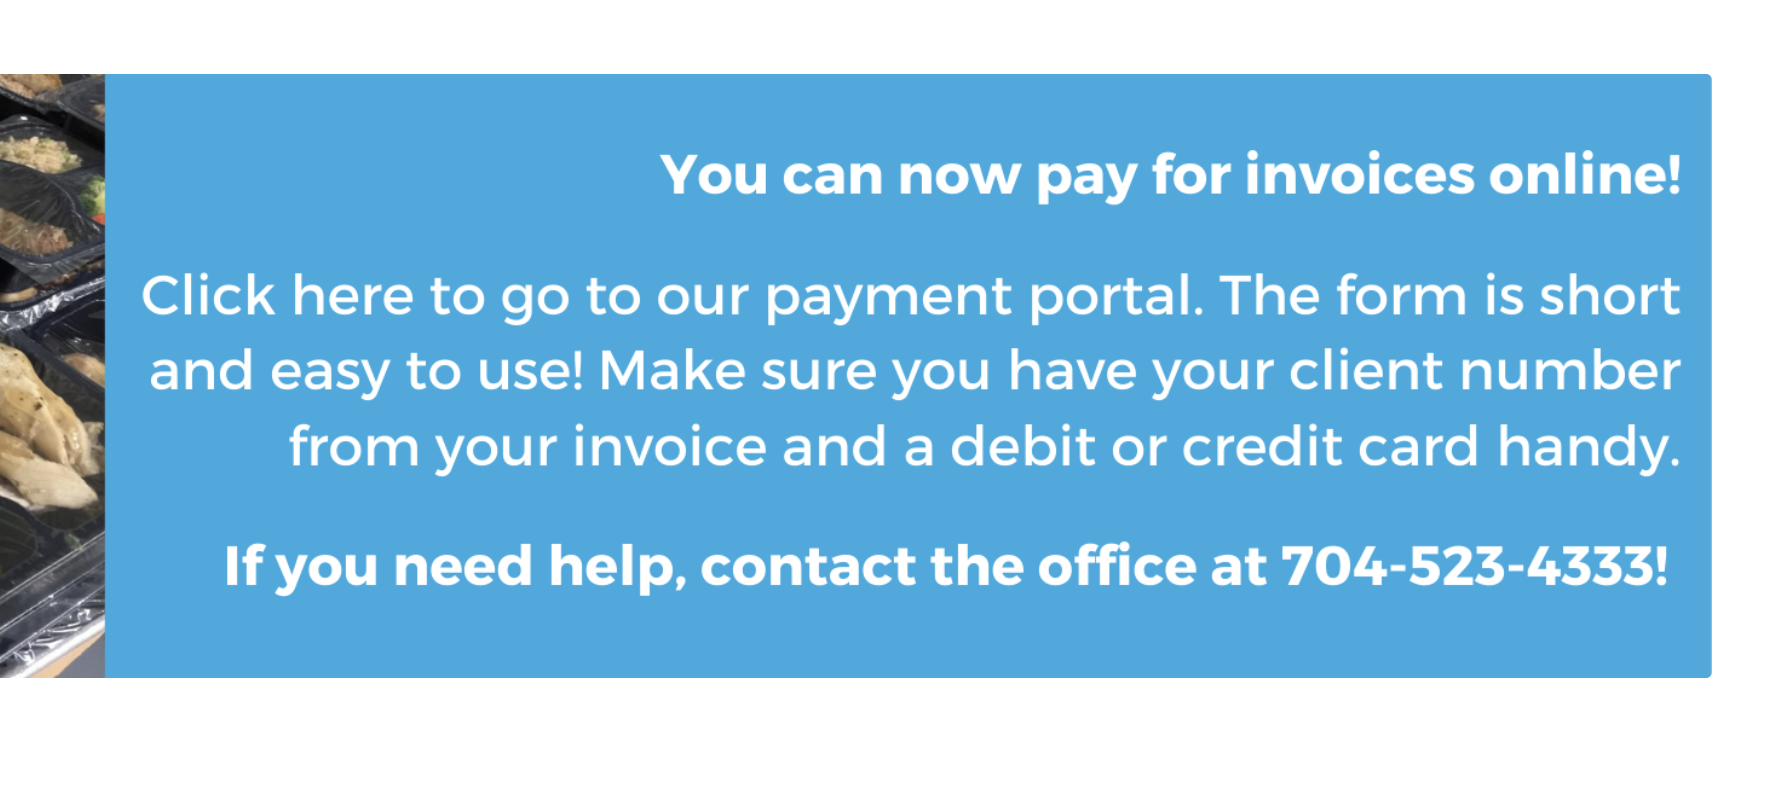 You can now pay for invoices online!
Click here to go to our payment portal. The form is short
and easy to use! Make sure you have your client number
from your invoice and a debit or credit card handy.
If you need help, contact the office at 704-523-4333!